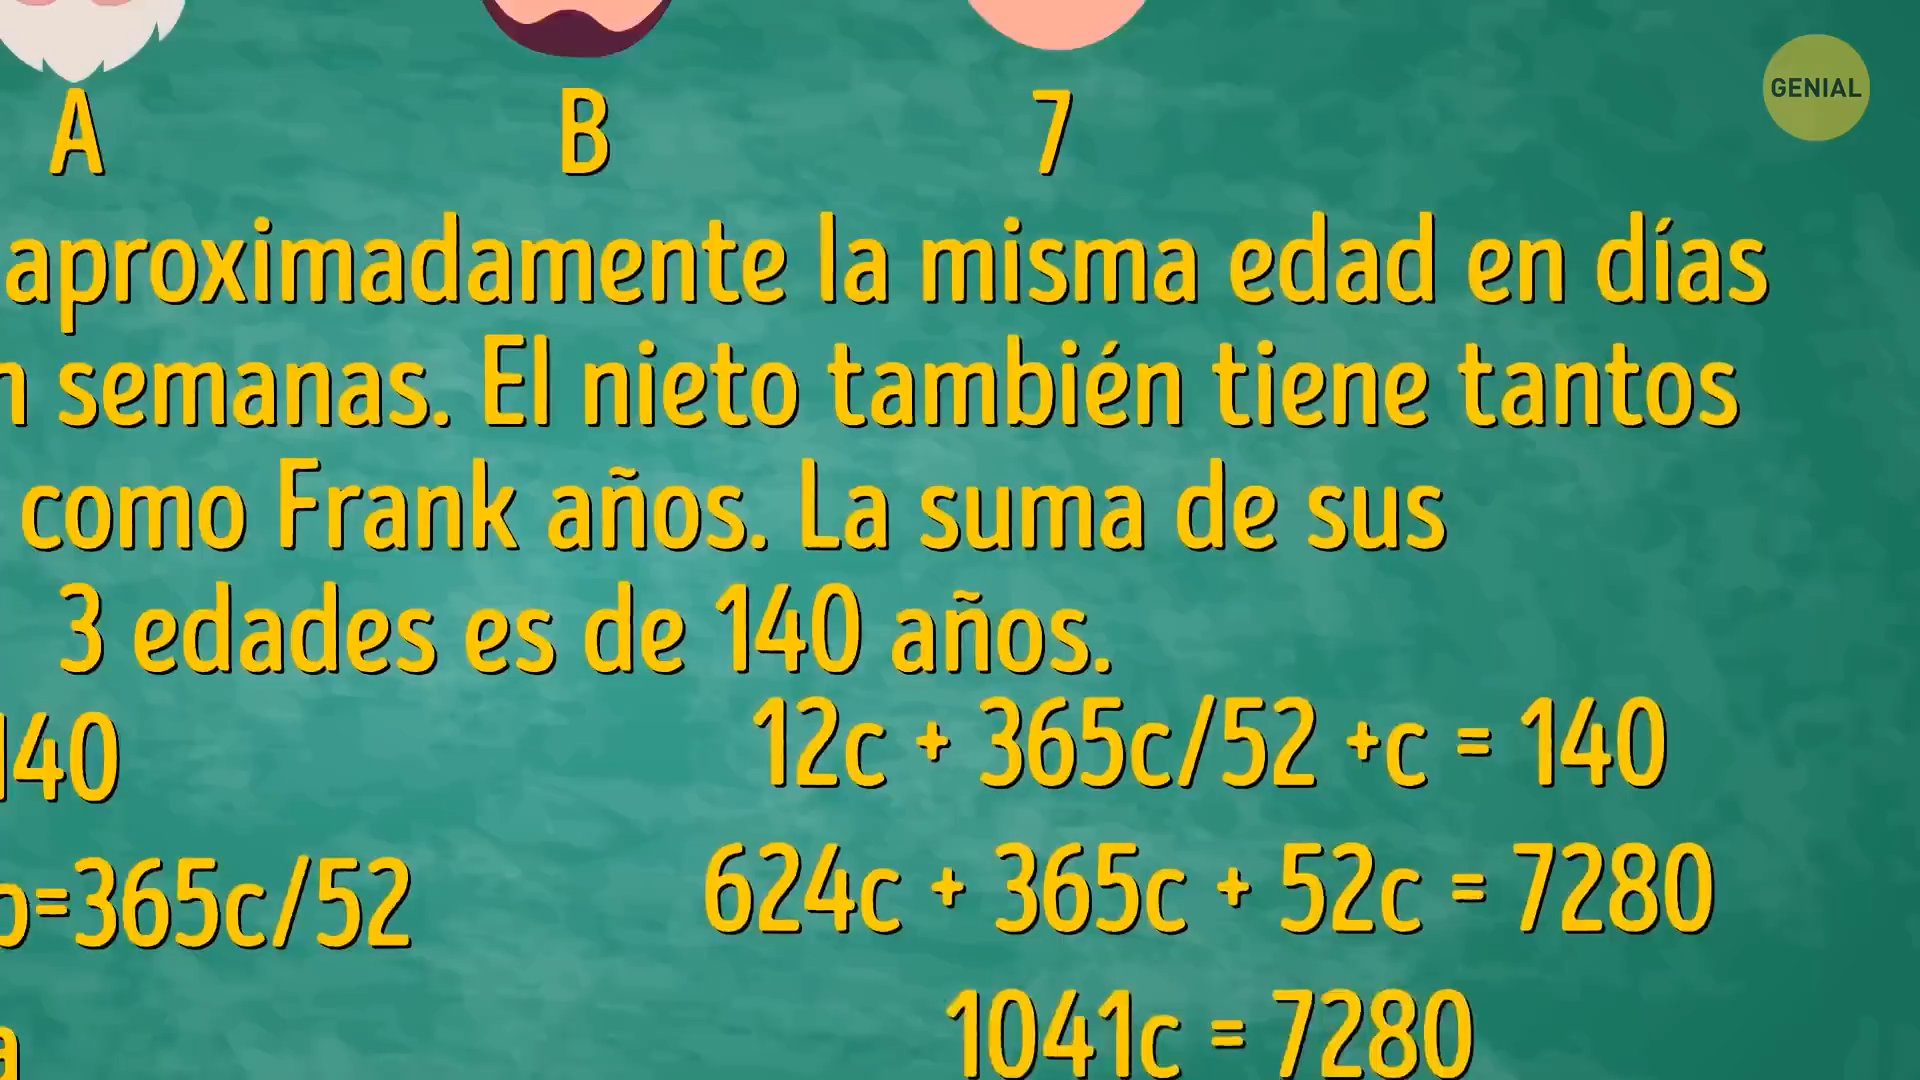 GENIAL
A B 7
aproximadamente la misma edad en días
semanas. El nieto también tiene tantos
como Frank años. La suma de sus
3 edades es de 140 años.
140
12c + 365c/52 +c = 140
=365c/52
624c + 365c + 52c = 7280
1041c = 7280